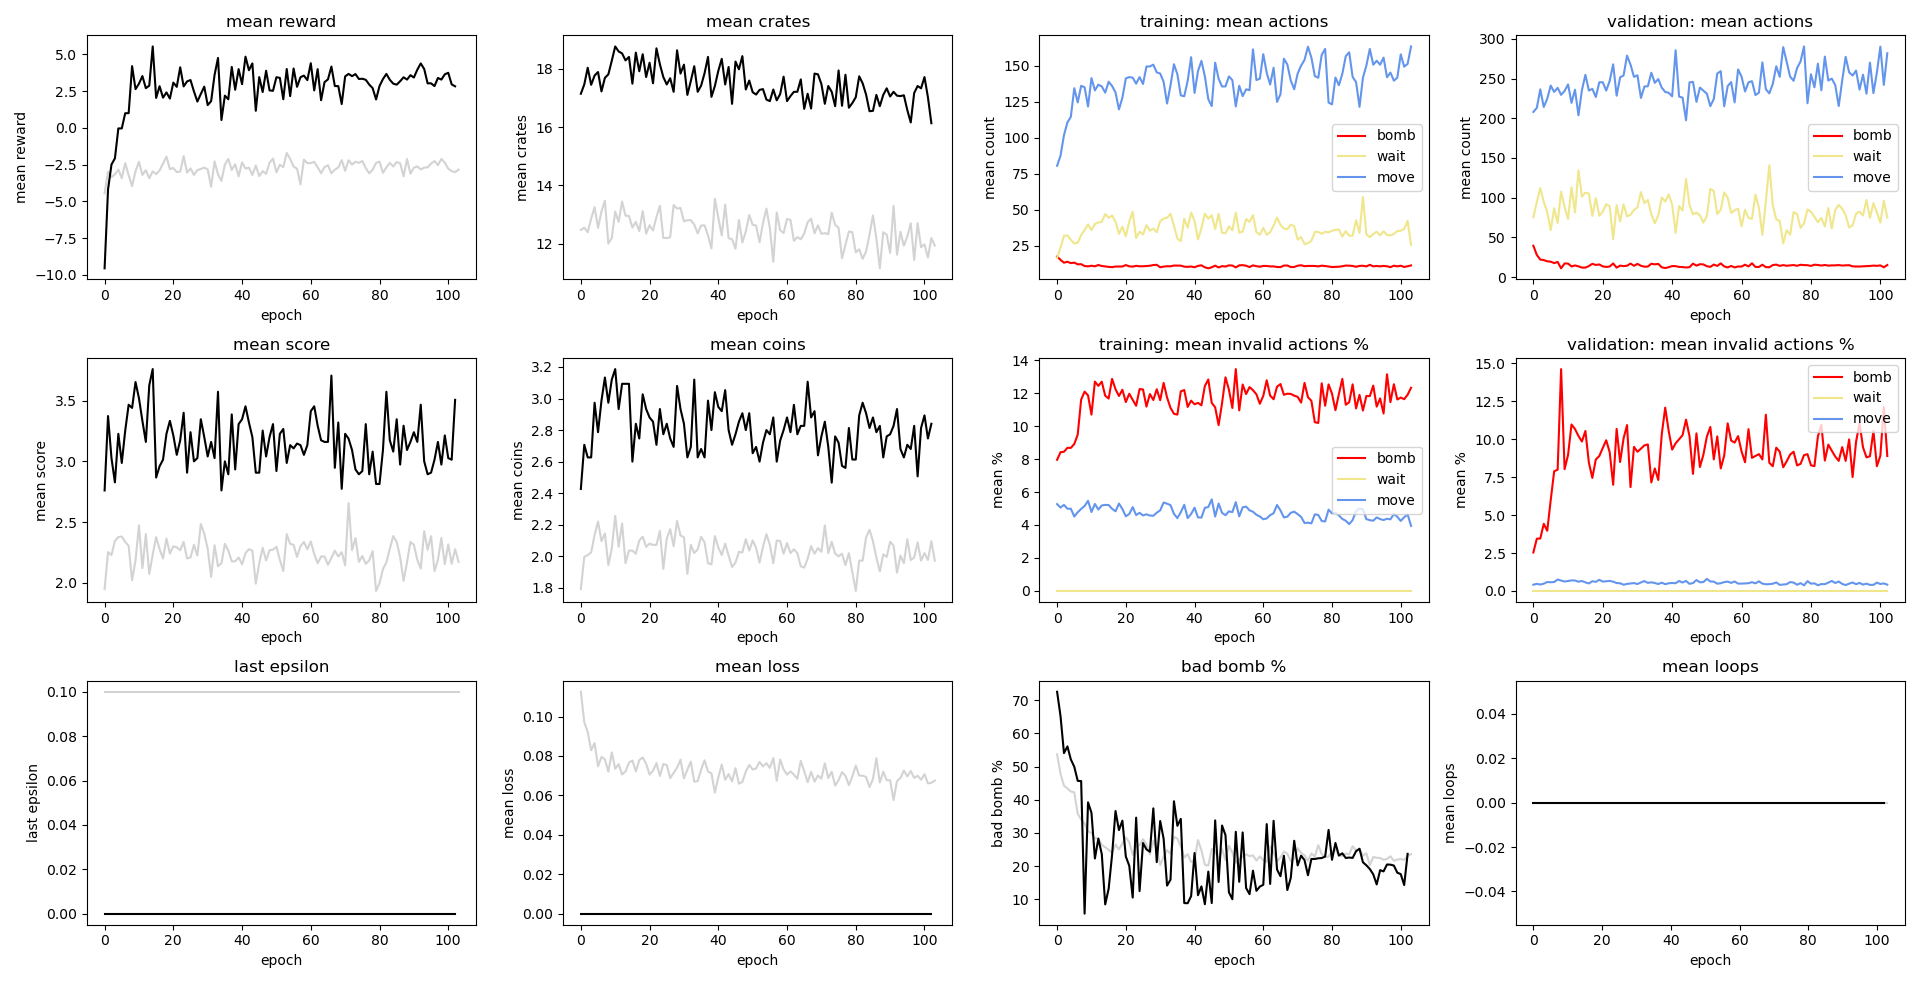 mean reward
mean reward
5.0
2.5
0.0
−2.5
−5.0
−7.5
−10.0
0 20 40 60 80 100
epoch
mean crates
mean crates
18
16
14
12
0 20 40 60 80 100
epoch
training: mean actions
mean count
150
125
100
75
50
25
bomb
wait
move
0 20 40 60 80 100
epoch
validation: mean actions
mean count
300
250
200
150
100
50
0
bomb
wait
move
0 20 40 60 80 100
epoch
mean score
mean score
3.5
3.0
2.5
2.0
0 20 40 60 80 100
epoch
mean coins
mean coins
3.2
3.0
2.8
2.6
2.4
2.2
2.0
1.8
0 20 40 60 80 100
epoch
training: mean invalid actions %
mean %
14
12
10
8
6
4
2
0
bomb
wait
move
0 20 40 60 80 100
epoch
validation: mean invalid actions %
mean %
15.0
12.5
10.0
7.5
5.0
2.5
0.0
bomb
wait
move
0 20 40 60 80 100
epoch
last epsilon
last epsilon
0.10
0.08
0.06
0.04
0.02
0.00
0 20 40 60 80 100
epoch
mean loss
mean loss
0.10
0.08
0.06
0.04
0.02
0.00
0 20 40 60 80 100
epoch
bad bomb %
bad bomb %
70
60
50
40
30
20
10
0 20 40 60 80 100
epoch
mean loops
mean loops
0.04
0.02
0.00
−0.02
−0.04
0 20 40 60 80 100
epoch